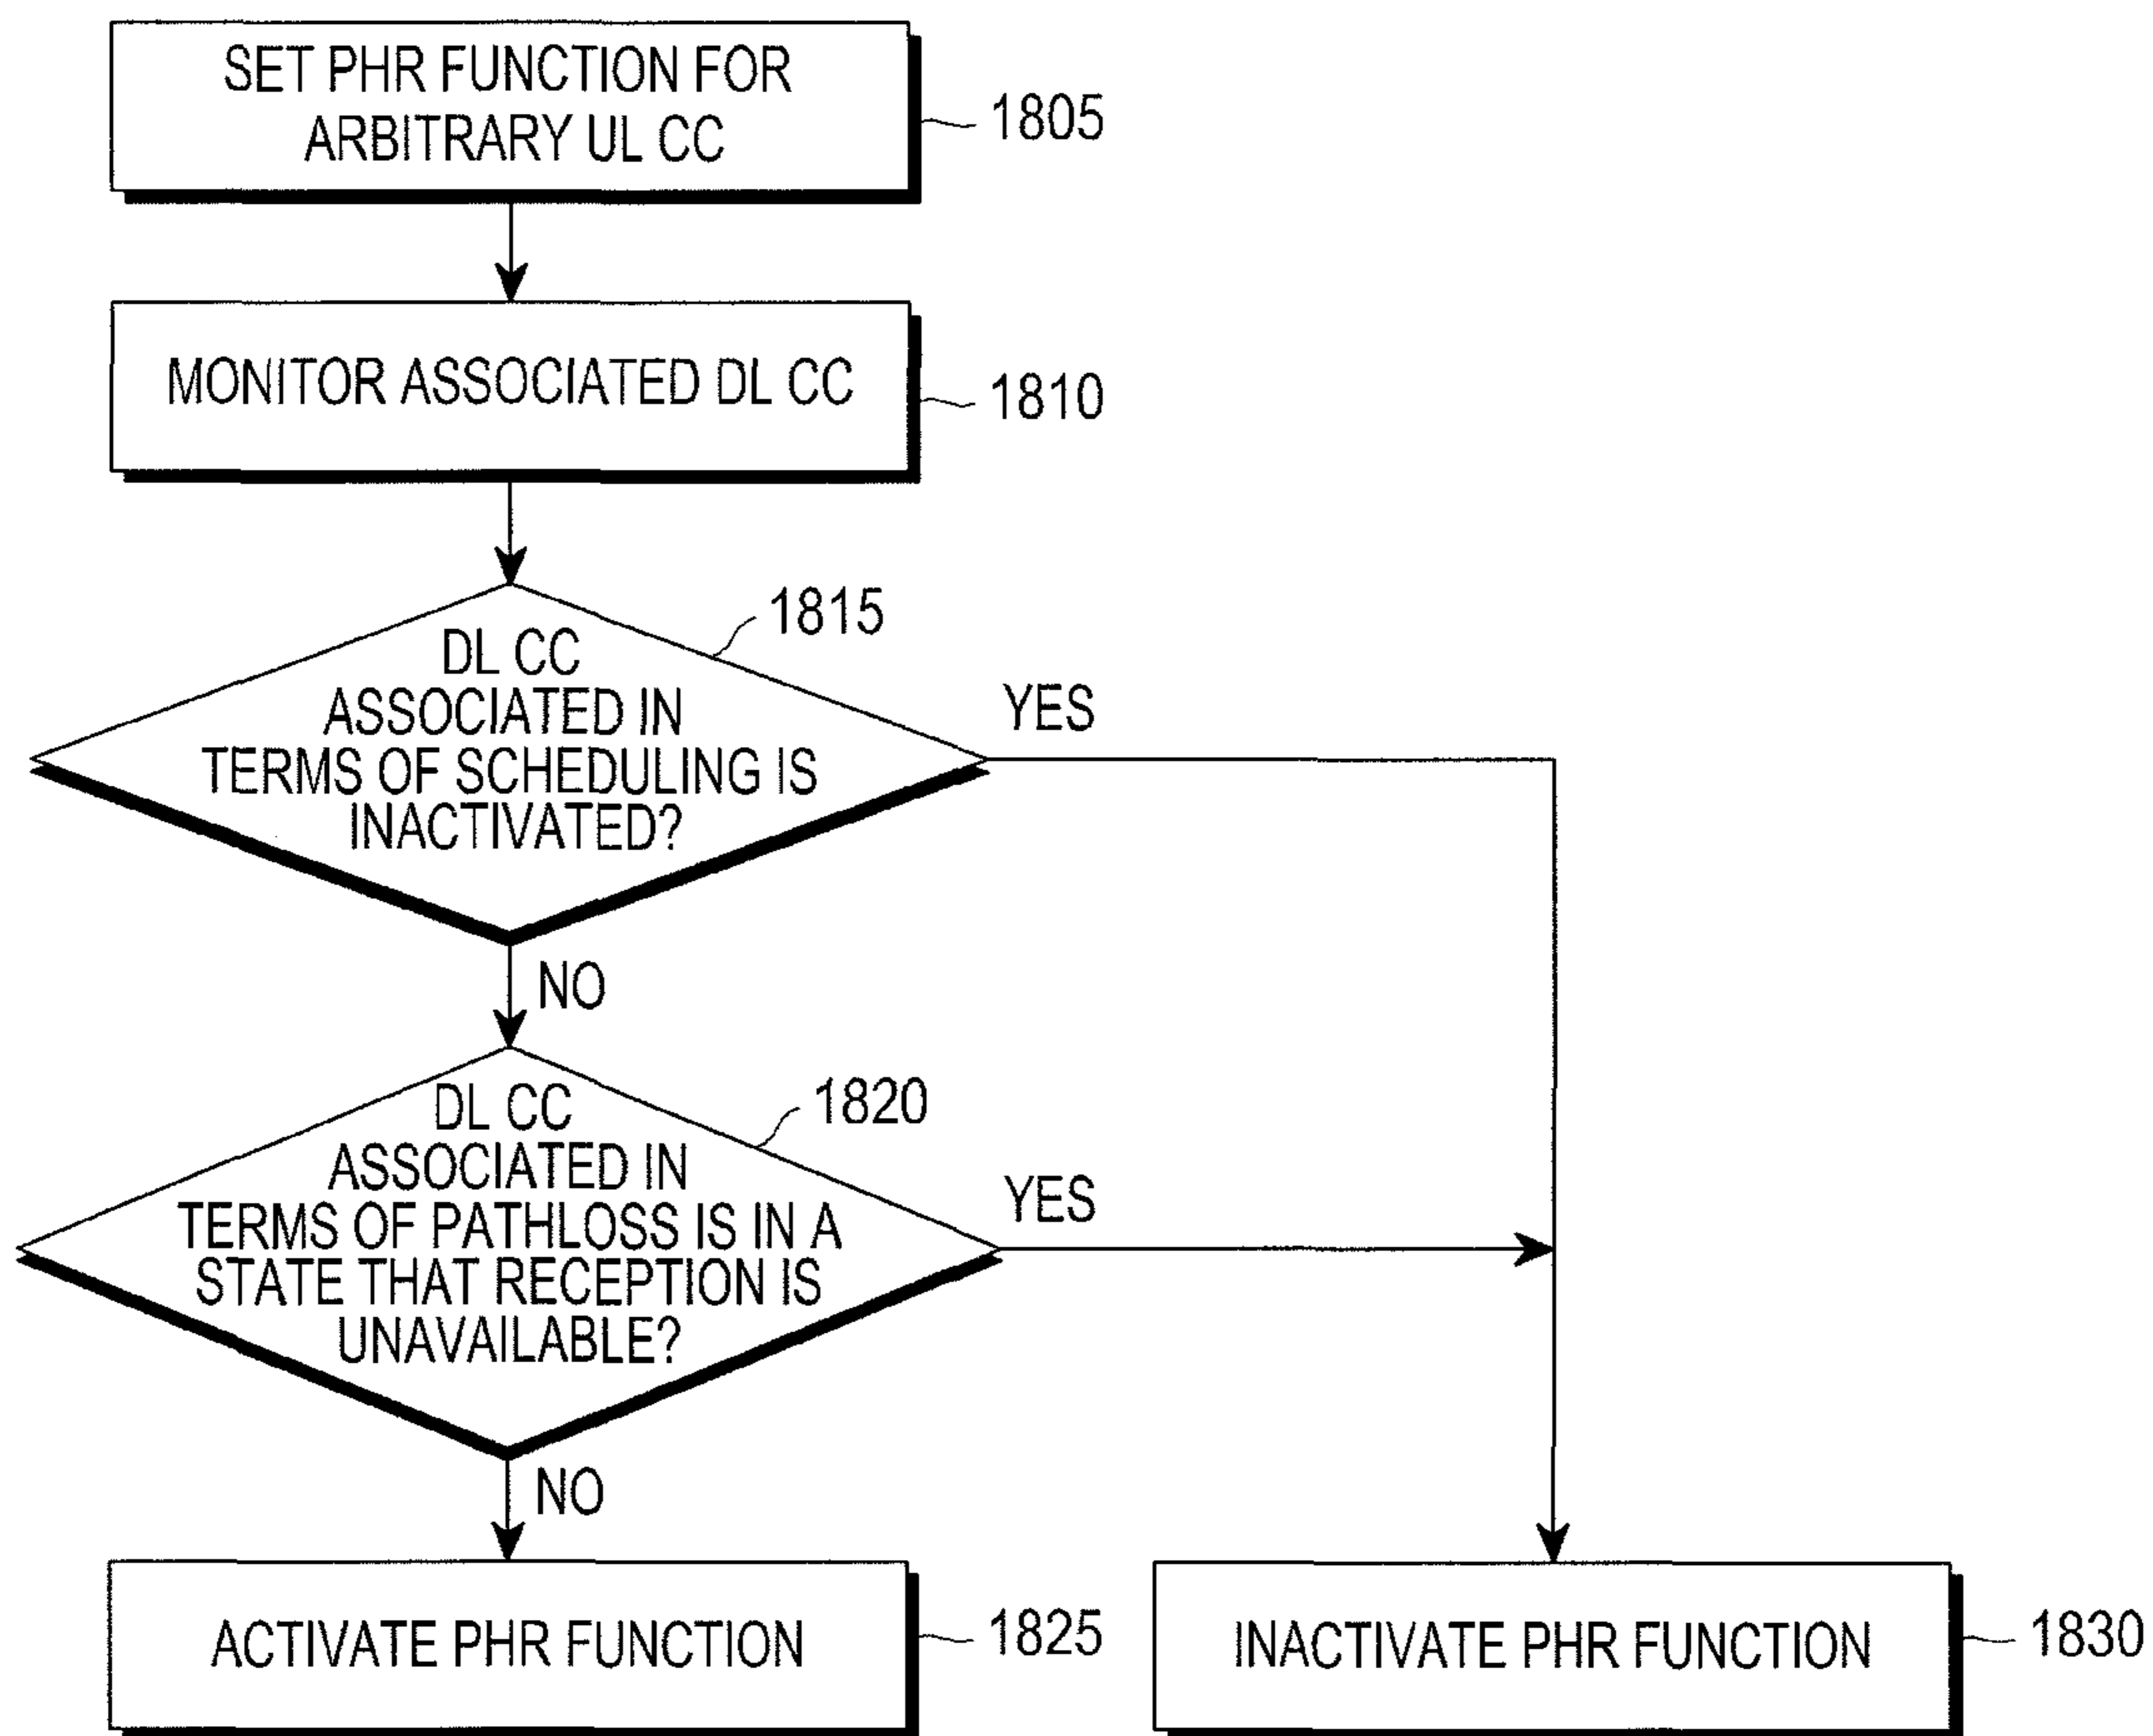 SET PHR FUNCTION FOR
ARBITRARY UL CC
1805
MONITOR ASSOCIATED DL CC
1810
1815
DL CC
ASSOCIATED IN
TERMS OF SCHEDULING IS
INACTIVATED?
YES
NO
1820
DL CC
ASSOCIATED IN
TERMS OF PATHLOSS IS IN A
STATE THAT RECEPTION IS
UNAVAILABLE?
YES
NO
ACTIVATE PHR FUNCTION
1825
INACTIVATE PHR FUNCTION
1830